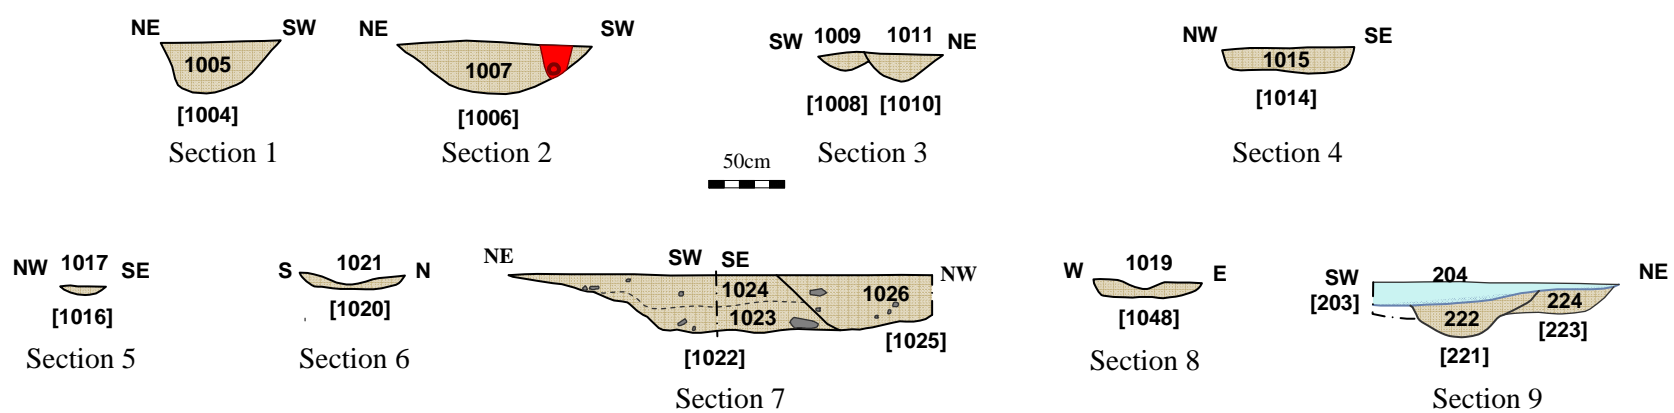 NE SW
1005
[1004]
Section 1
NE SW
1007
[1006]
Section 2
SW 1009 1011 NE
[1008] [1010]
Section 3
NW SE
1015
[1014]
Section 4
50cm
NW 1017 SE
[1016]
Section 5
S 1021 N
[1020]
Section 6
NE SW SE NW
1024
1026
1023
[1022] [1025]
Section 7
W 1019 E
[1048]
Section 8
SW 204 NE
[203]
222 224
[223]
[221]
Section 9